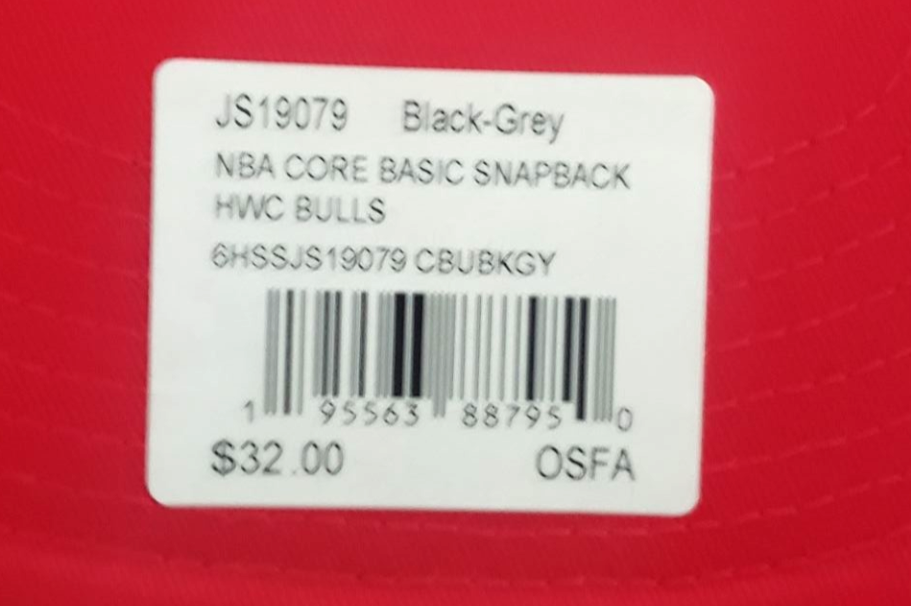 JS19079 Black-Grey
NBA CORE BASIC SNAPBACK
HWC BULLS
6HSSJS19079 CBUBKGY
1 95563 88795 0
$32.00 OSFA